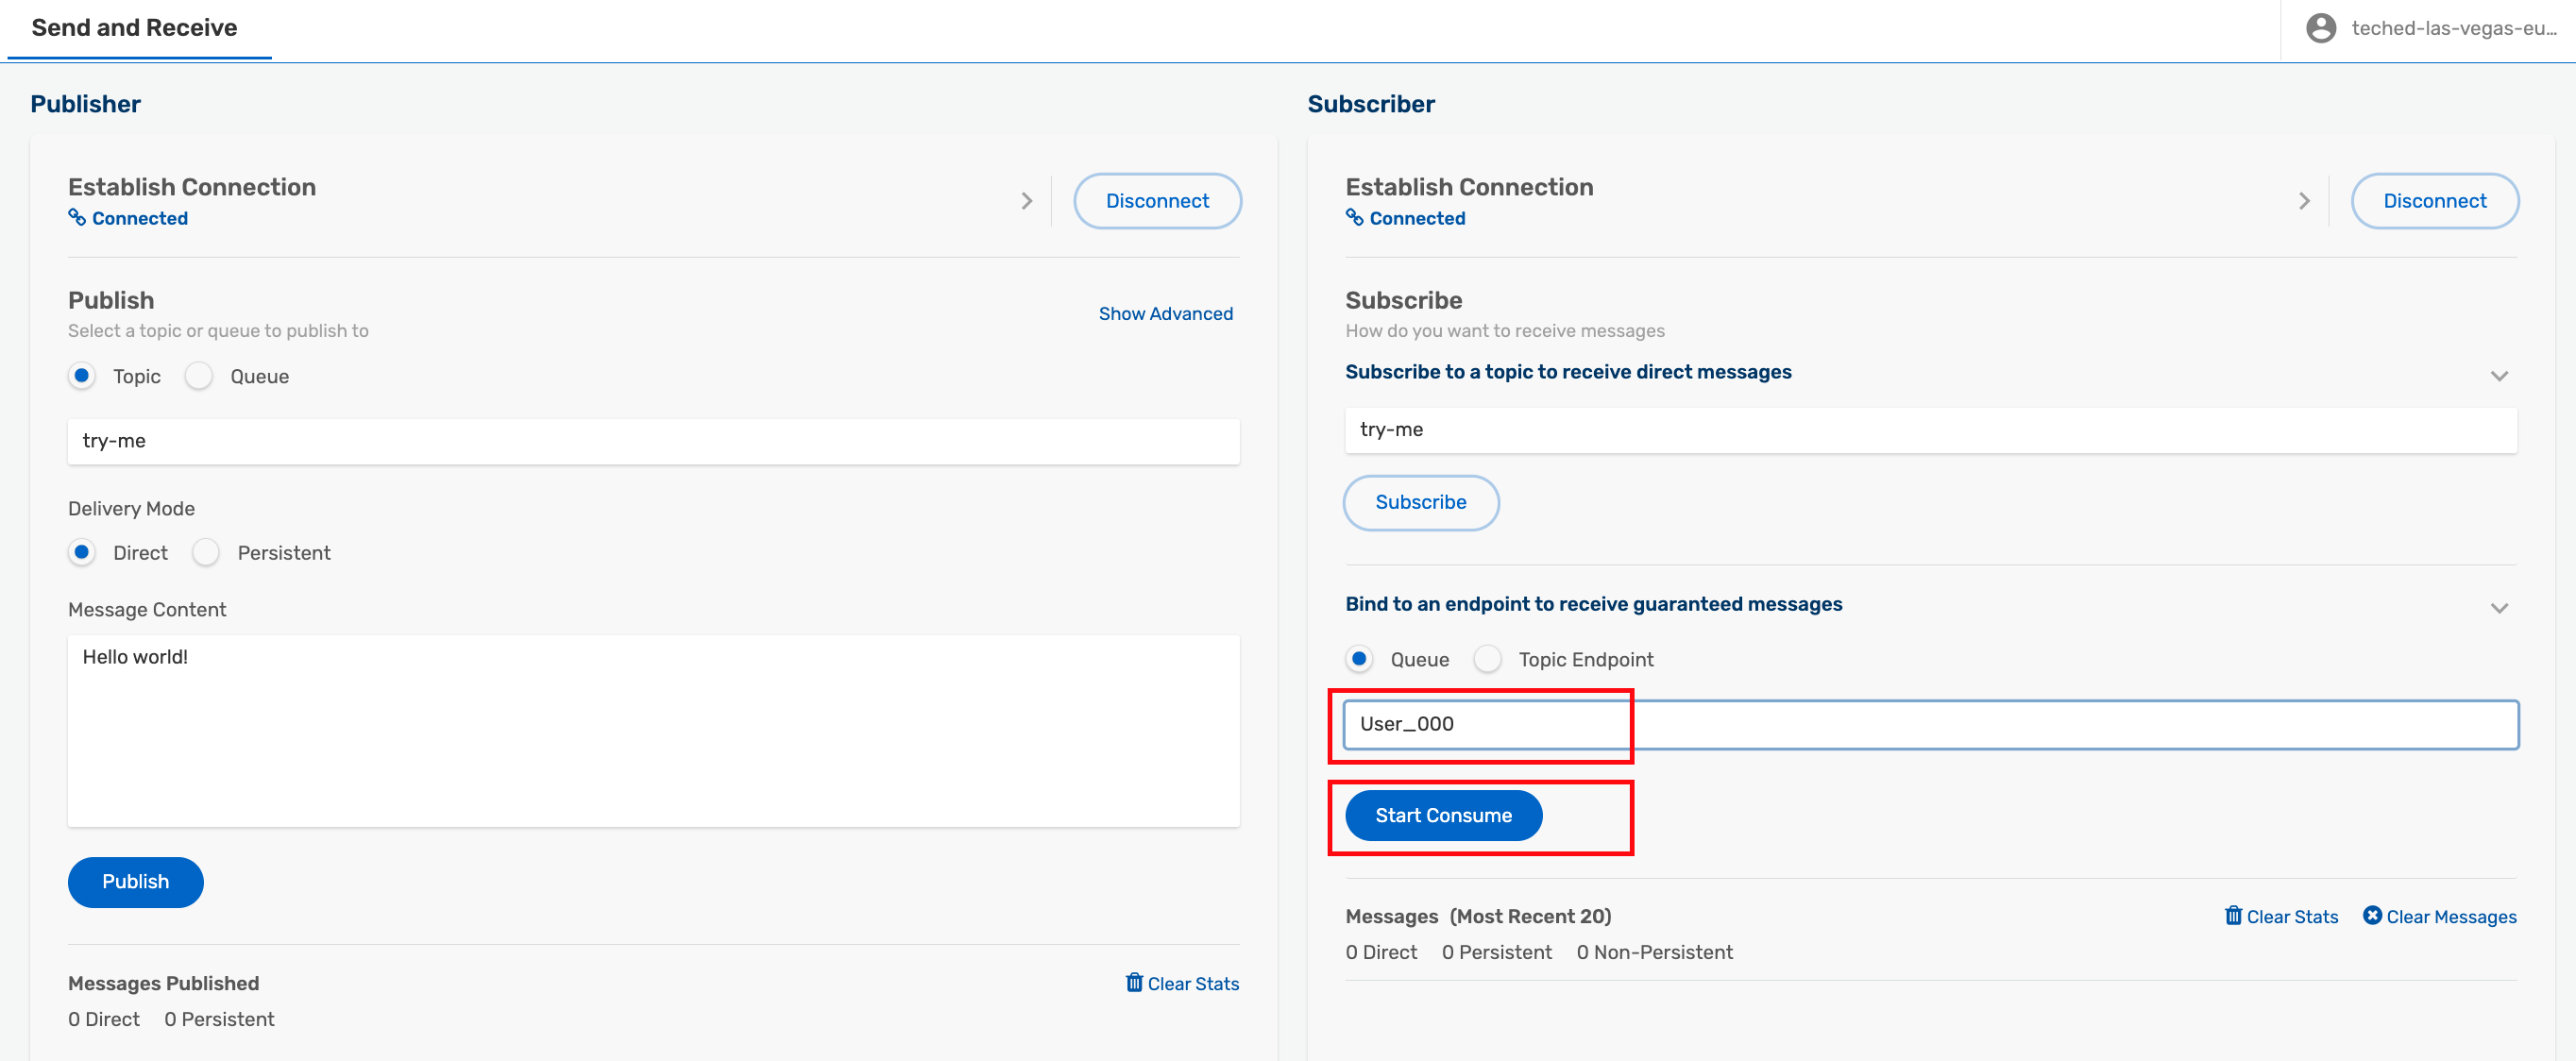 Send and Receive
teched-las-vegas-eu...
Publisher
Establish Connection
Connected
Disconnect
Publish
Select a topic or queue to publish to
Show Advanced
Topic Queue
try-me
Delivery Mode
Direct Persistent
Message Content
Hello world!
Publish
Messages Published
Clear Stats
0 Direct 0 Persistent
Subscriber
Establish Connection
Connected
Disconnect
Subscribe
How do you want to receive messages
Subscribe to a topic to receive direct messages
try-me
Subscribe
Bind to an endpoint to receive guaranteed messages
Queue Topic Endpoint
User_000
Start Consume
Messages (Most Recent 20)
Clear Stats Clear Messages
0 Direct 0 Persistent 0 Non-Persistent